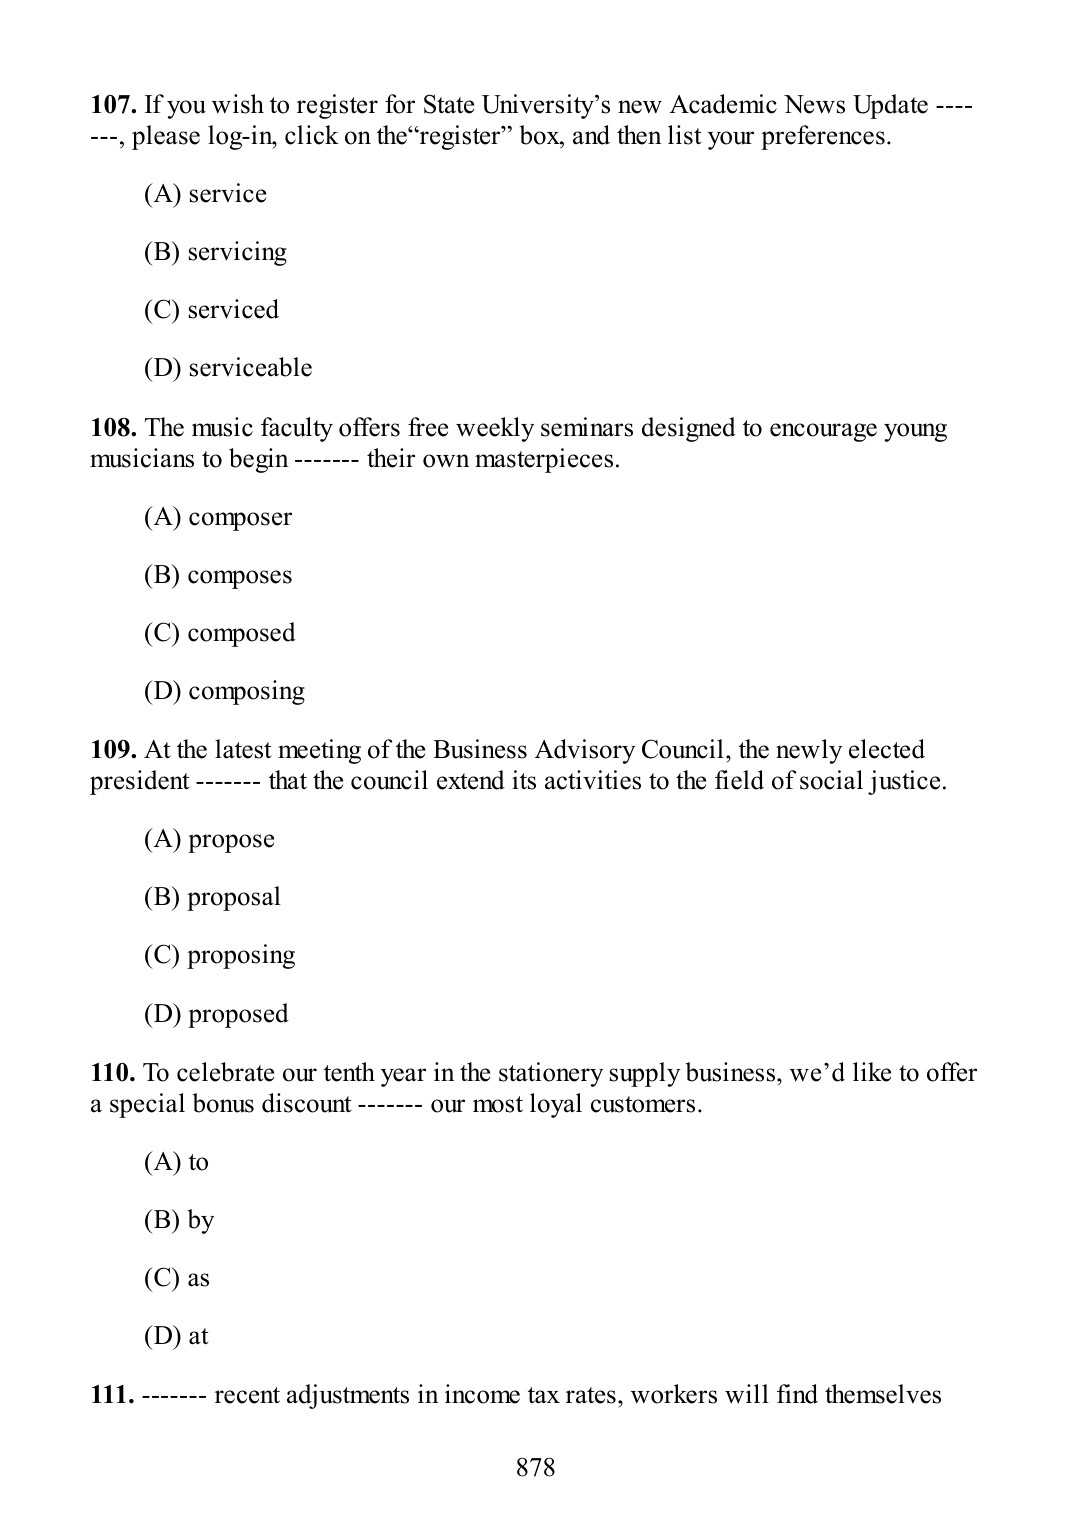 107. If you wish to register for State University’s new Academic News Update ----
---, please log-in, click on the“register” box, and then list your preferences.
(A) service
(B) servicing
(C) serviced
(D) serviceable
108. The music faculty offers free weekly seminars designed to encourage young
musicians to begin ------- their own masterpieces.
(A) composer
(B) composes
(C) composed
(D) composing
109. At the latest meeting of the Business Advisory Council, the newly elected
president ------- that the council extend its activities to the field of social justice.
(A) propose
(B) proposal
(C) proposing
(D) proposed
110. To celebrate our tenth year in the stationery supply business, we’d like to offer
a special bonus discount ------- our most loyal customers.
(A) to
(B) by
(C) as
(D) at
111. ------- recent adjustments in income tax rates, workers will find themselves
878